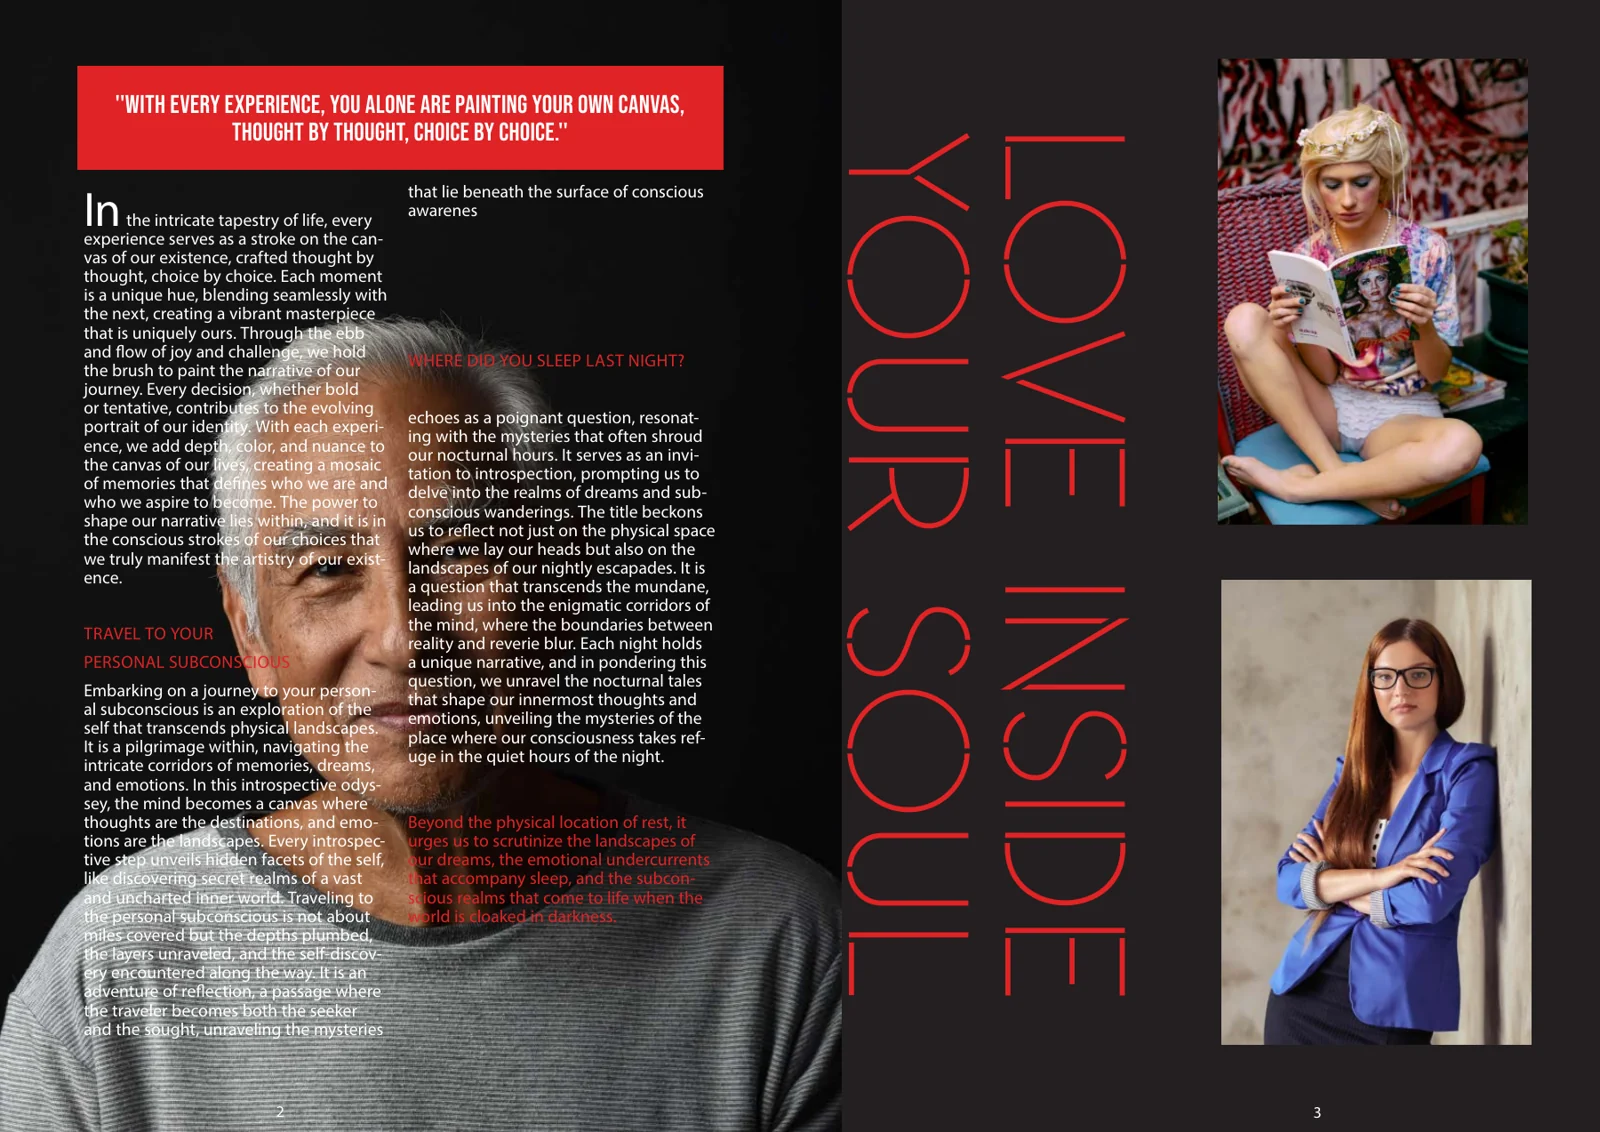 "WITH EVERY EXPERIENCE, YOU ALONE ARE PAINTING YOUR OWN CANVAS,
THOUGHT BY THOUGHT, CHOICE BY CHOICE."
In the intricate tapestry of life, every
experience serves as a stroke on the can-
vas of our existence, crafted thought by
thought, choice by choice. Each moment
is a unique hue, blending seamlessly with
the next, creating a vibrant masterpiece
that is uniquely ours. Through the ebb
and flow of joy and challenge, we hold
the brush to paint the narrative of our
journey. Every decision, whether bold
or tentative, contributes to the evolving
portrait of our identity. With each experi-
ence, we add depth, color, and nuance to
the canvas of our lives, creating a mosaic
of memories that defines who we are and
who we aspire to become. The power to
shape our narrative lies within, and it is in
the conscious strokes of our choices that
we truly manifest the artistry of our exist-
ence.
TRAVEL TO YOUR
PERSONAL SUBCONSCIOUS
Embarking on a journey to your person-
al subconscious is an exploration of the
self that transcends physical landscapes.
It is a pilgrimage within, navigating the
intricate corridors of memories, dreams,
and emotions. In this introspective odys-
sey, the mind becomes a canvas where
thoughts are the destinations, and emo-
tions are the landscapes. Every introspec-
tive step unveils hidden facets of the self,
like discovering secret realms of a vast
and uncharted inner world. Traveling to
the personal subconscious is not about
miles covered but the depths plumbed,
the layers unraveled, and the self-discov-
ery encountered along the way. It is an
adventure of reflection, a passage where
the traveler becomes both the seeker
and the sought, unraveling the mysteries
that lie beneath the surface of conscious
awarenes
WHERE DID YOU SLEEP LAST NIGHT?
echoes as a poignant question, resonat-
ing with the mysteries that often shroud
our nocturnal hours. It serves as an invi-
tation to introspection, prompting us to
delve into the realms of dreams and sub-
conscious wanderings. The title beckons
us to reflect not just on the physical space
where we lay our heads but also on the
landscapes of our nightly escapades. It is
a question that transcends the mundane,
leading us into the enigmatic corridors of
the mind, where the boundaries between
reality and reverie blur. Each night holds
a unique narrative, and in pondering this
question, we unravel the nocturnal tales
that shape our innermost thoughts and
emotions, unveiling the mysteries of the
place where our consciousness takes ref-
uge in the quiet hours of the night.
Beyond the physical location of rest, it
urges us to scrutinize the landscapes of
our dreams, the emotional undercurrents
that accompany sleep, and the subcon-
scious realms that come to life when the
world is cloaked in darkness.
2
LOVE INSIDE
YOUR SOUL
3